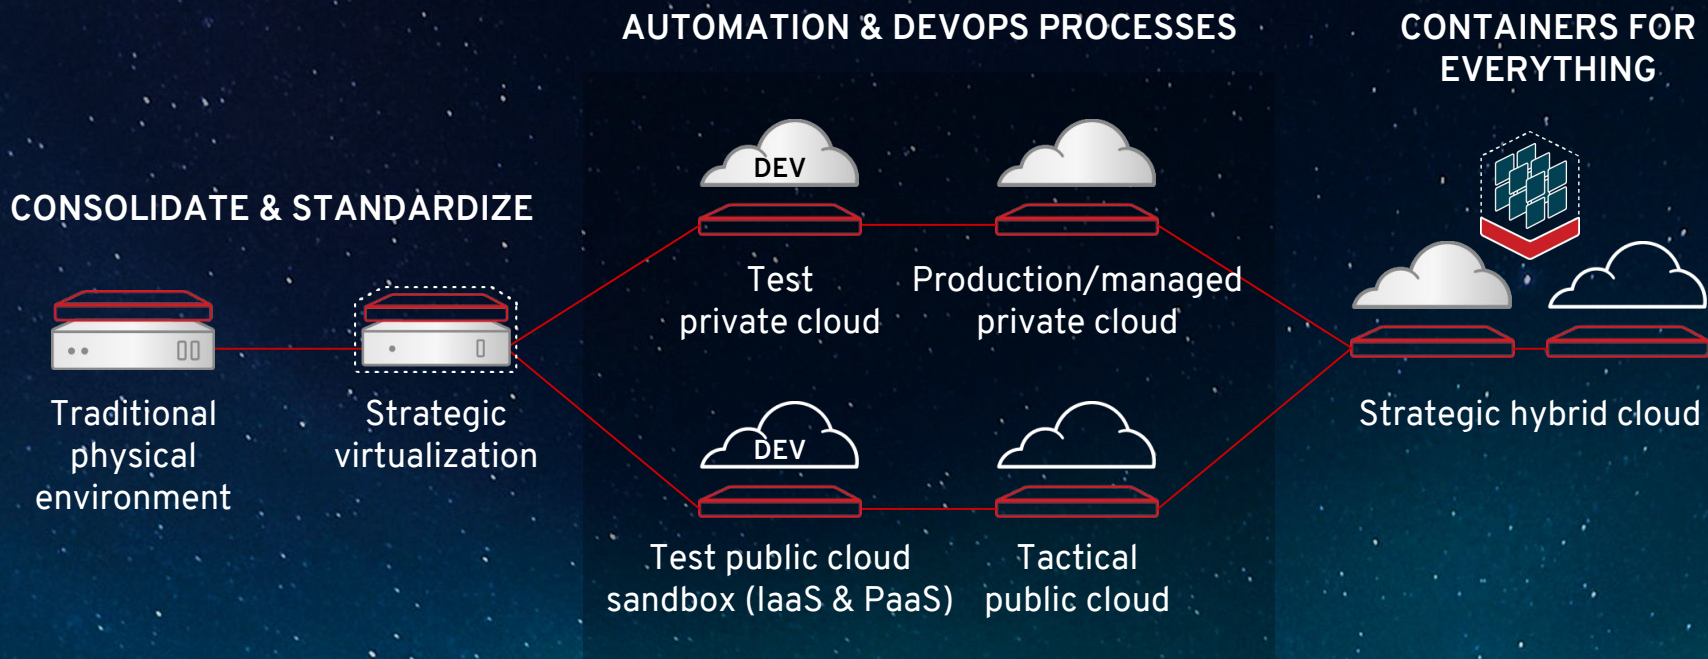 AUTOMATION & DEVOPS PROCESSES
CONTAINERS FOR
EVERYTHING
CONSOLIDATE & STANDARDIZE
DEV
Test
private cloud
Production/managed
private cloud
Traditional
physical
environment
Strategic
virtualization
DEV
Test public cloud
sandbox (IaaS & PaaS)
Tactical
public cloud
Strategic hybrid cloud